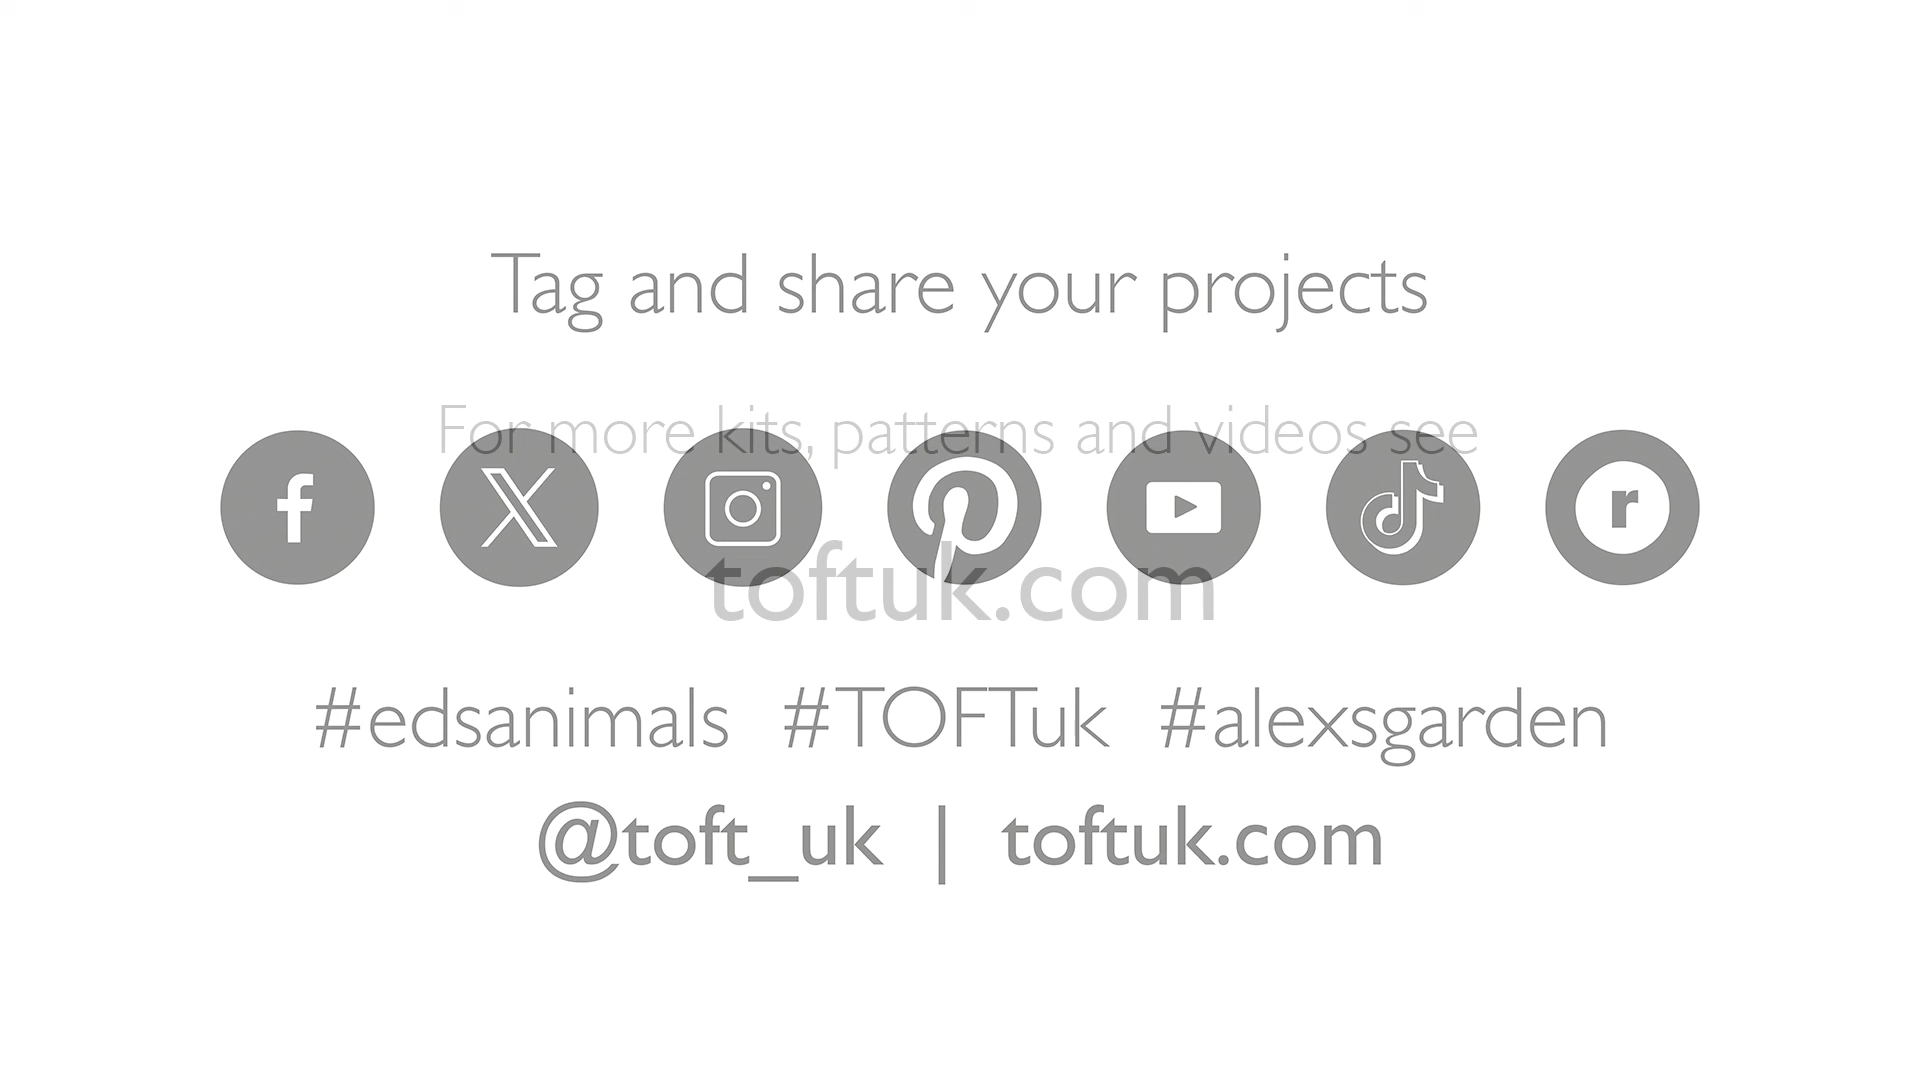 Tag and share your projects
For more kits, patterns and videos see
r
toftuk.com
#edsanimals #TOFTuk #alexsgarden
@toft_uk | toftuk.com